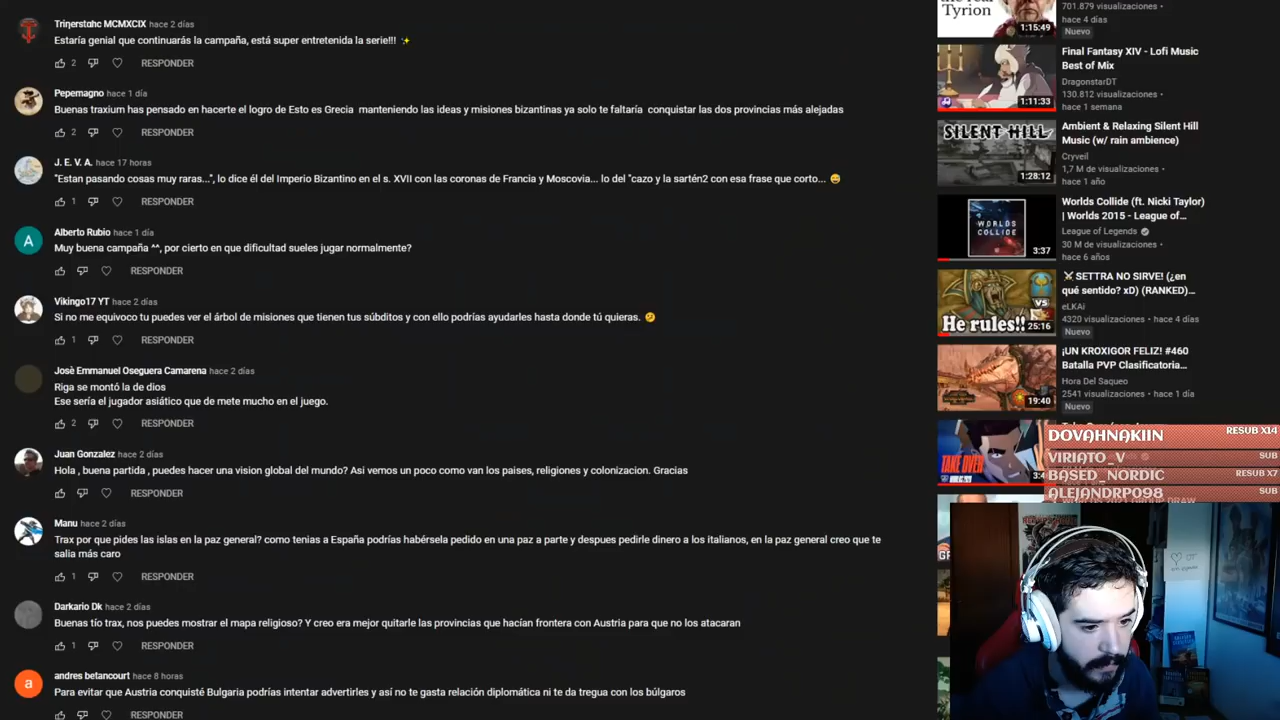 Triŋerstαhc MCMXCIX hace 2 días
Estaría genial que continuarás la campaña, está super entretenida la serie!!! ✨
2 RESPONDER
Pepemagno hace 1 día
Buenas traxium has pensado en hacerte el logro de Esto es Grecia manteniendo las ideas y misiones bizantinas ya solo te faltaría conquistar las dos provincias más alejadas
2 RESPONDER
J. E. V. A. hace 17 horas
"Estan pasando cosas muy raras...", lo dice él del Imperio Bizantino en el s. XVII con las coronas de Francia y Moscovia... lo del "cazo y la sartén2 con esa frase que corto... 😅
1 RESPONDER
A
Alberto Rubio hace 1 día
Muy buena campaña ^^, por cierto en que dificultad sueles jugar normalmente?
RESPONDER
Vikingo17 YT hace 2 días
Si no me equivoco tu puedes ver el árbol de misiones que tienen tus súbditos y con ello podrías ayudarles hasta donde tú quieras. 🤔
1 RESPONDER
Josè Emmanuel Oseguera Camarena hace 2 días
Riga se montó la de dios
Ese sería el jugador asiático que de mete mucho en el juego.
2 RESPONDER
Juan Gonzalez hace 2 días
Hola , buena partida , puedes hacer una vision global del mundo? Asi vemos un poco como van los paises, religiones y colonizacion. Gracias
RESPONDER
Manu hace 2 días
Trax por que pides las islas en la paz general? como tenias a España podrías habérsela pedido en una paz a parte y despues pedirle dinero a los italianos, en la paz general creo que te
salia más caro
1 RESPONDER
Darkario Dk hace 2 días
Buenas tío trax, nos puedes mostrar el mapa religioso? Y creo era mejor quitarle las provincias que hacían frontera con Austria para que no los atacaran
1 RESPONDER
a
andres betancourt hace 8 horas
Para evitar que Austria conquisté Bulgaria podrías intentar advertirles y así no te gasta relación diplomática ni te da tregua con los búlgaros
RESPONDER
the real
Tyrion
1:15:49
701.879 visualizaciones •
hace 4 días
Nuevo
1:11:33
Final Fantasy XIV - Lofi Music
Best of Mix
DragonstarDT
130.812 visualizaciones •
hace 1 semana
SILENT HILL
1:28:12
Ambient & Relaxing Silent Hill
Music (w/ rain ambience)
Cryveil
1,7 M de visualizaciones •
hace 1 año
WORLDS
COLLIDE
3:37
Worlds Collide (ft. Nicki Taylor)
| Worlds 2015 - League of…
League of Legends
30 M de visualizaciones •
hace 6 años
VS
He rules!!
25:16
⚔️SETTRA NO SIRVE! (¿en
qué sentido? xD) (RANKED)…
eLKAi
4320 visualizaciones • hace 4 días
Nuevo
19:40
¡UN KROXIGOR FELIZ! #460
Batalla PVP Clasificatoria…
Hora Del Saqueo
2541 visualizaciones • hace 1 día
Nuevo
TAKE OVER
DOVAHNAKIIN RESUB X14
VIRIATO_V SUB
BASED_NORDIC RESUB X7
ALEJANDRPO98 SUB